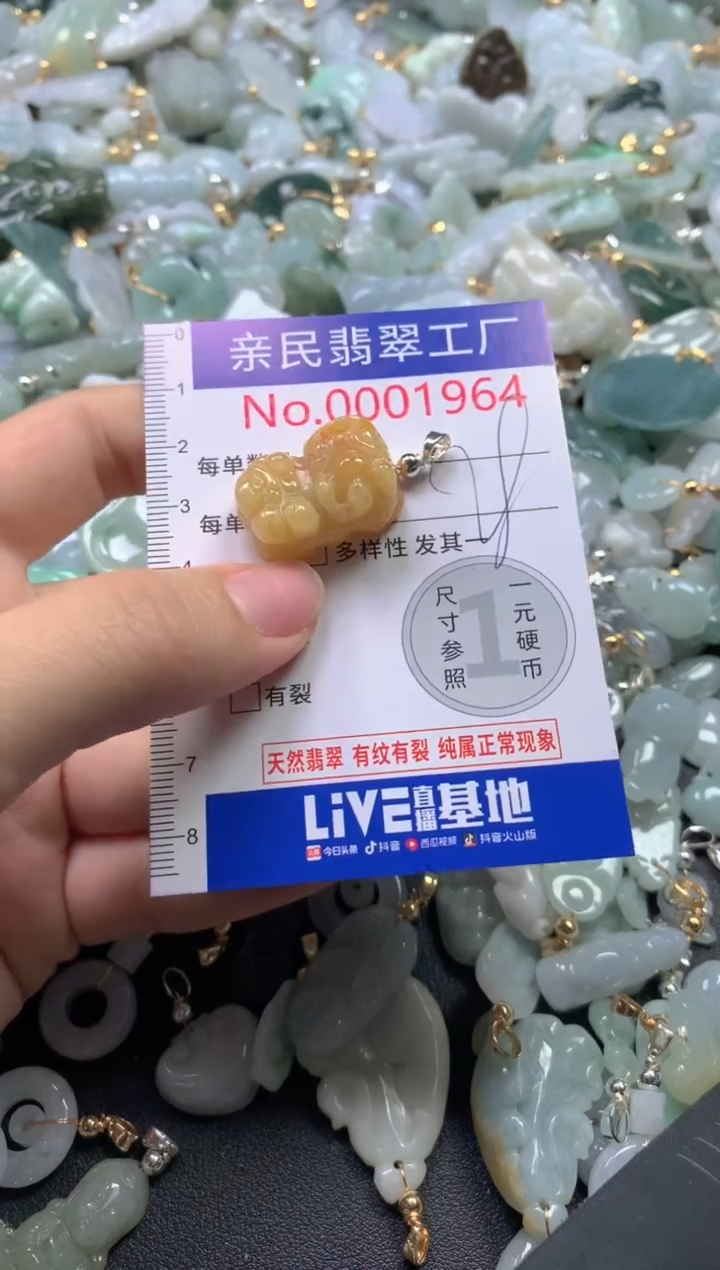 亲民翡翠工厂
No.0001964
每单
每单
多样性 发其一
尺寸参照
1
一元硬币
有裂
天然翡翠 有纹有裂 纯属正常现象
LiVE直播基地
头条 今日头条 抖音 西瓜视频 抖音火山版
0
1
2
3
4
7
8